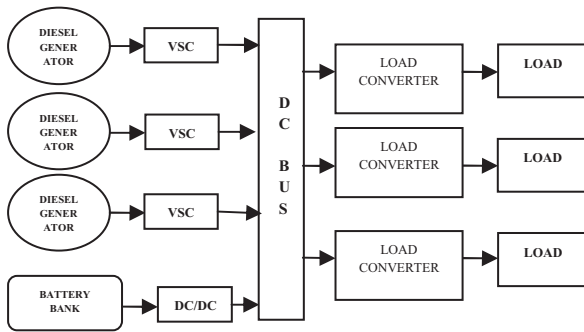 DIESEL
GENER
ATOR
VSC
DIESEL
GENER
ATOR
VSC
DIESEL
GENER
ATOR
VSC
BATTERY
BANK
DC/DC
D
C
B
U
S
LOAD
CONVERTER
LOAD
LOAD
CONVERTER
LOAD
LOAD
CONVERTER
LOAD